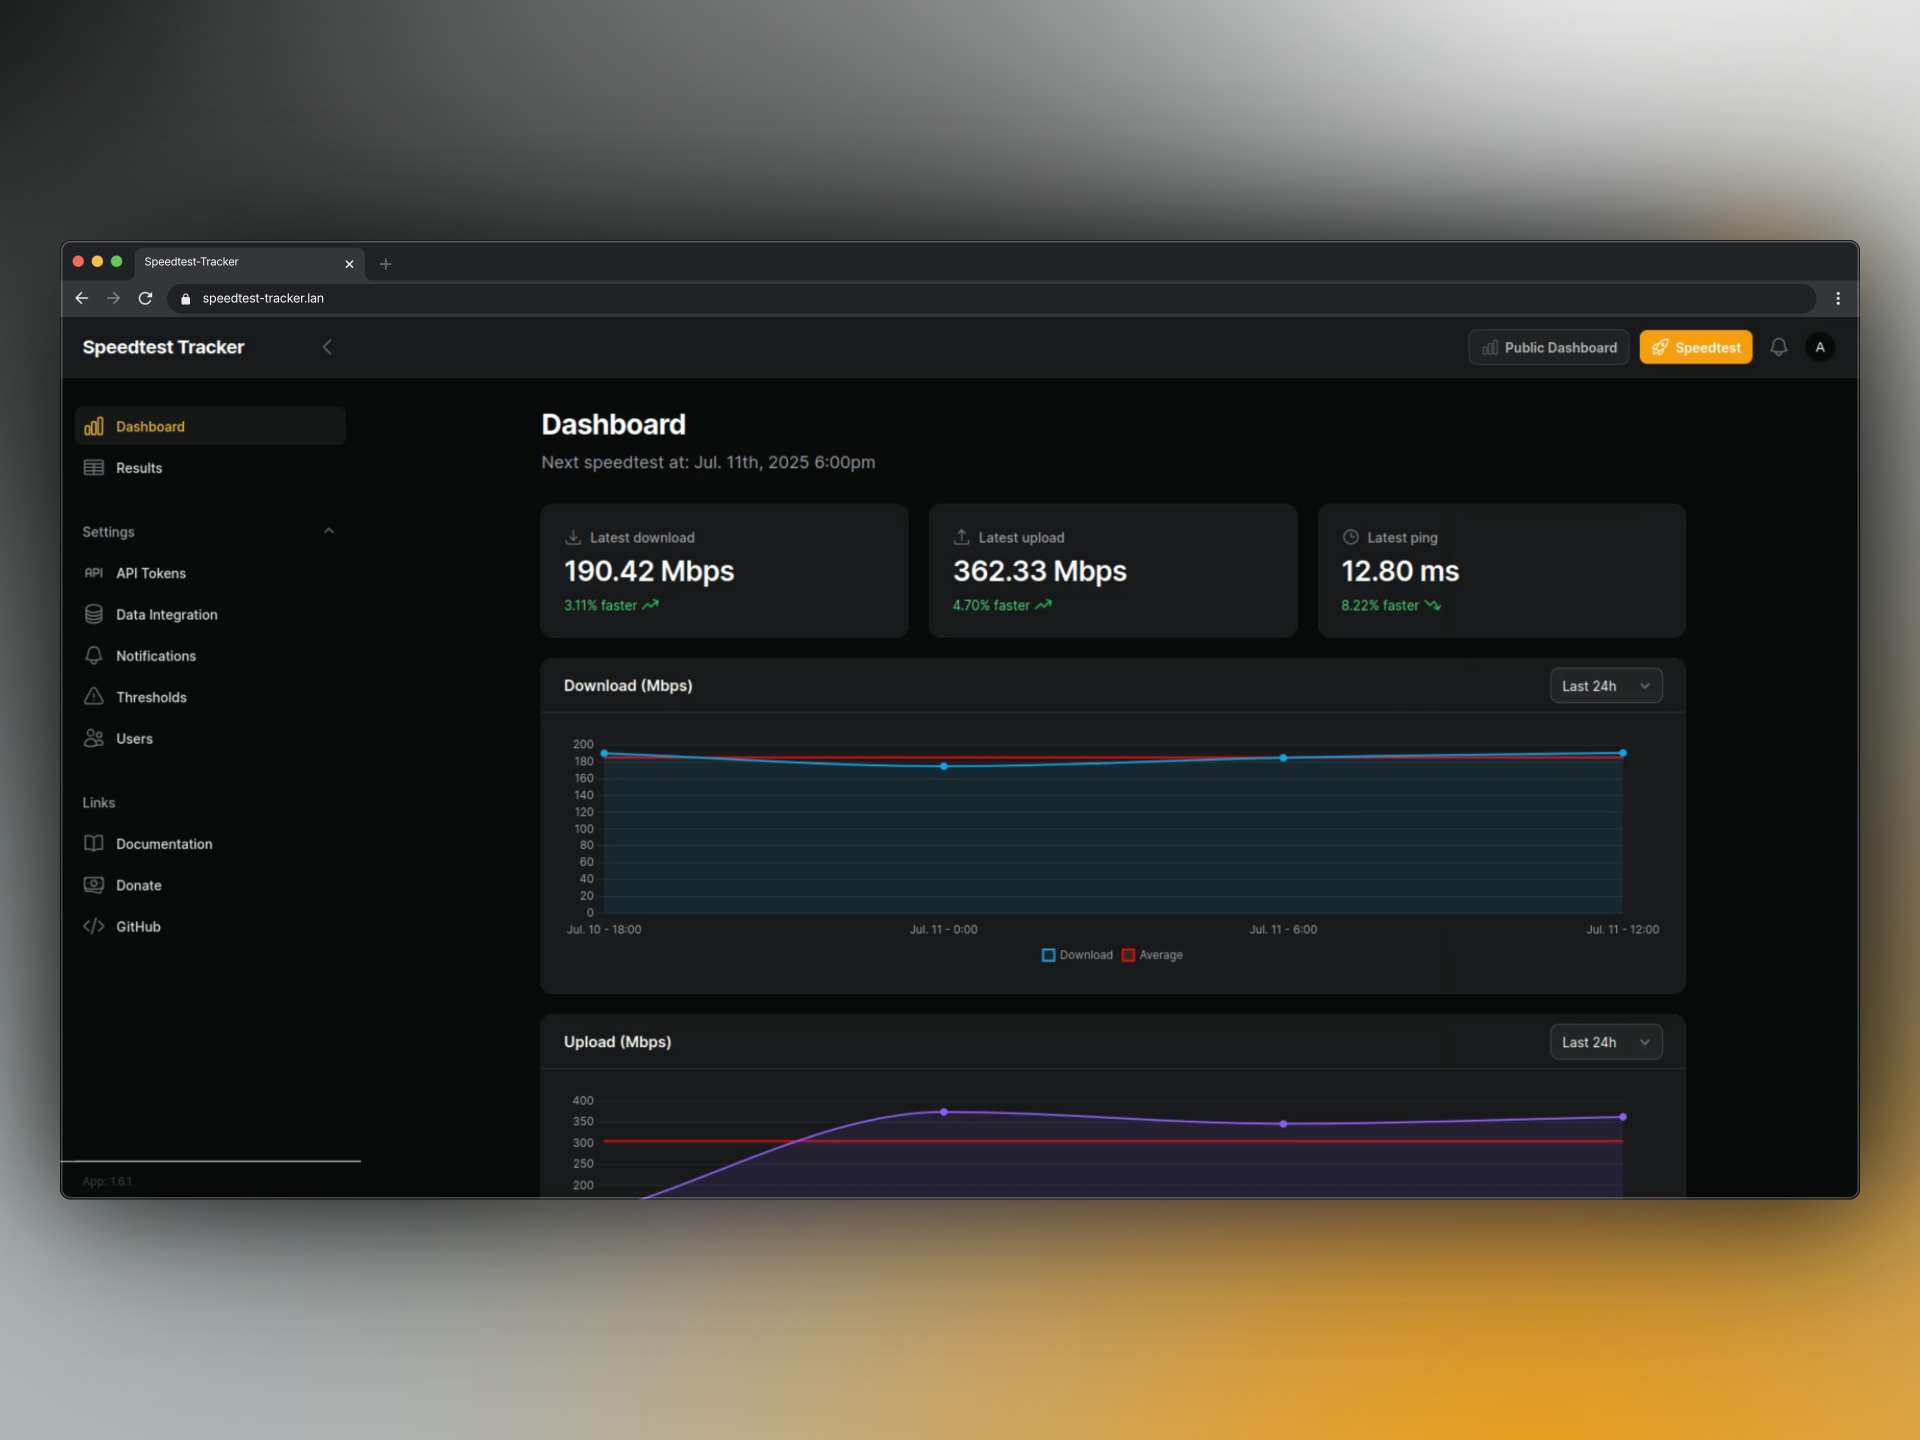 Speedtest-Tracker
speedtest-tracker.lan
Speedtest Tracker
Public Dashboard
Speedtest
A
Dashboard
Results
Settings
API API Tokens
Data Integration
Notifications
Thresholds
Users
Links
Documentation
Donate
GitHub
App: 1.6.1
Dashboard
Next speedtest at: Jul. 11th, 2025 6:00pm
Latest download
190.42 Mbps
3.11% faster
Latest upload
362.33 Mbps
4.70% faster
Latest ping
12.80 ms
8.22% faster
Download (Mbps)
Last 24h
200
180
160
140
120
100
80
60
40
20
0
Jul. 10 - 18:00
Jul. 11 - 0:00
Jul. 11 - 6:00
Jul. 11 - 12:00
Download
Average
Upload (Mbps)
Last 24h
400
350
300
250
200